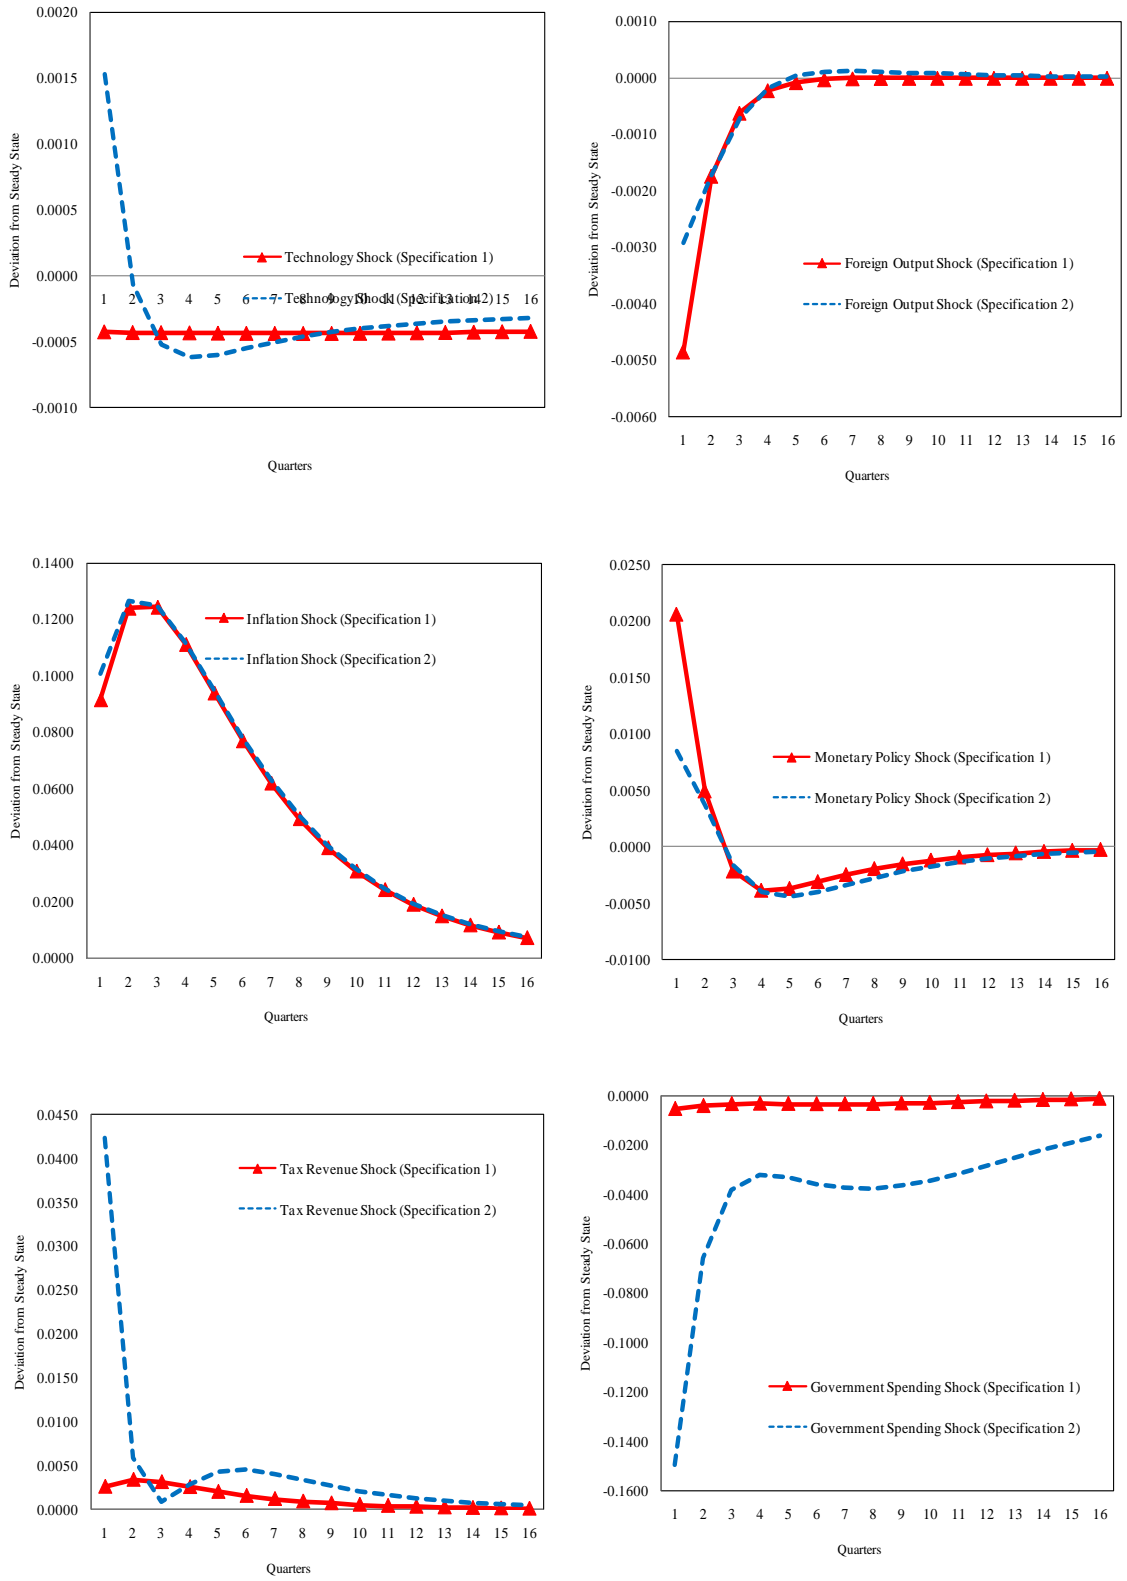 0.0020
0.0015
0.0010
0.0005
0.0000
-0.0005
-0.0010
Deviation from Steady State
Technology Shock (Specification 1)
Technology Shock (Specification 2)
1 2 3 4 5 6 7 8 9 10 11 12 13 14 15 16
Quarters
0.0010
0.0000
-0.0010
-0.0020
-0.0030
-0.0040
-0.0050
-0.0060
Deviation from Steady State
Foreign Output Shock (Specification 1)
Foreign Output Shock (Specification 2)
1 2 3 4 5 6 7 8 9 10 11 12 13 14 15 16
Quarters
0.1400
0.1200
0.1000
0.0800
0.0600
0.0400
0.0200
0.0000
Deviation from Steady State
Inflation Shock (Specification 1)
Inflation Shock (Specification 2)
1 2 3 4 5 6 7 8 9 10 11 12 13 14 15 16
Quarters
0.0250
0.0200
0.0150
0.0100
0.0050
0.0000
-0.0050
-0.0100
Deviation from Steady State
Monetary Policy Shock (Specification 1)
Monetary Policy Shock (Specification 2)
1 2 3 4 5 6 7 8 9 10 11 12 13 14 15 16
Quarters
0.0450
0.0400
0.0350
0.0300
0.0250
0.0200
0.0150
0.0100
0.0050
0.0000
Deviation from Steady State
Tax Revenue Shock (Specification 1)
Tax Revenue Shock (Specification 2)
1 2 3 4 5 6 7 8 9 10 11 12 13 14 15 16
Quarters
0.0000
-0.0200
-0.0400
-0.0600
-0.0800
-0.1000
-0.1200
-0.1400
-0.1600
Deviation from Steady State
Government Spending Shock (Specification 1)
Government Spending Shock (Specification 2)
1 2 3 4 5 6 7 8 9 10 11 12 13 14 15 16
Quarters